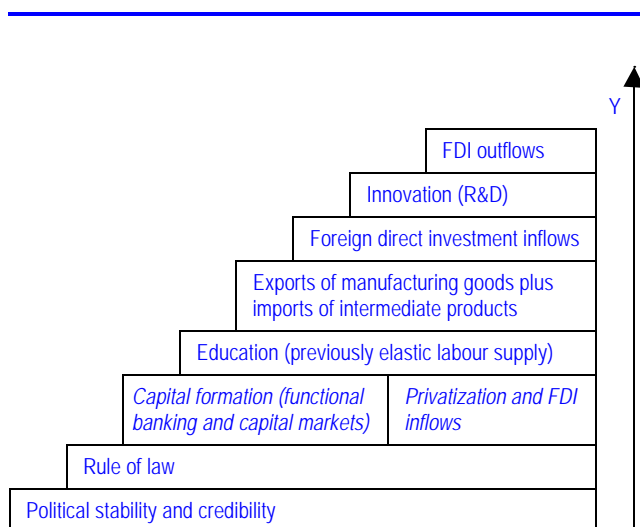 Y
FDI outflows
Innovation (R&D)
Foreign direct investment inflows
Exports of manufacturing goods plus
imports of intermediate products
Education (previously elastic labour supply)
Capital formation (functional
banking and capital markets)
Privatization and FDI
inflows
Rule of law
Political stability and credibility